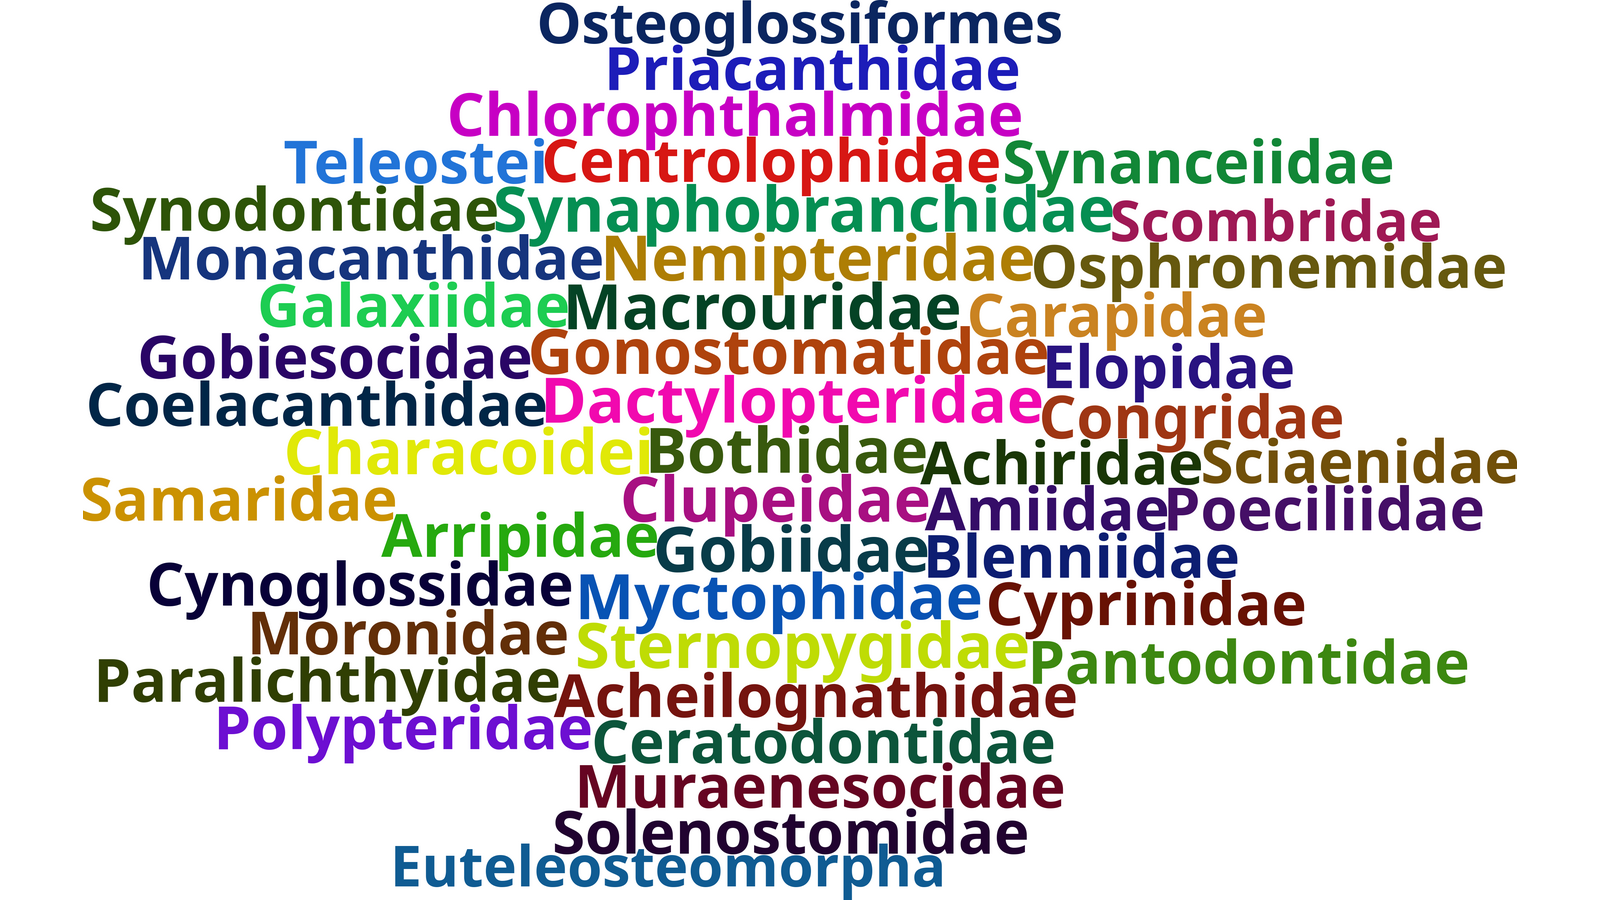 Osteoglossiformes
Priacanthidae
Chlorophthalmidae
Teleostei Centrolophidae Synanceiidae
Synodontidae Synaphobranchidae Scombridae
Monacanthidae Nemipteridae Osphronemidae
Galaxiidae Macrouridae Carapidae
Gobiesocidae Gonostomatidae Elopidae
Coelacanthidae Dactylopteridae Congridae
Characoidei Bothidae Achiridae Sciaenidae
Samaridae Clupeidae Amiidae Poeciliidae
Arripidae Gobiidae Blenniidae
Cynoglossidae Myctophidae Cyprinidae
Moronidae Sternopygidae Pantodontidae
Paralichthyidae Acheilognathidae
Polypteridae Ceratodontidae
Muraenesocidae
Solenostomidae
Euteleosteomorpha